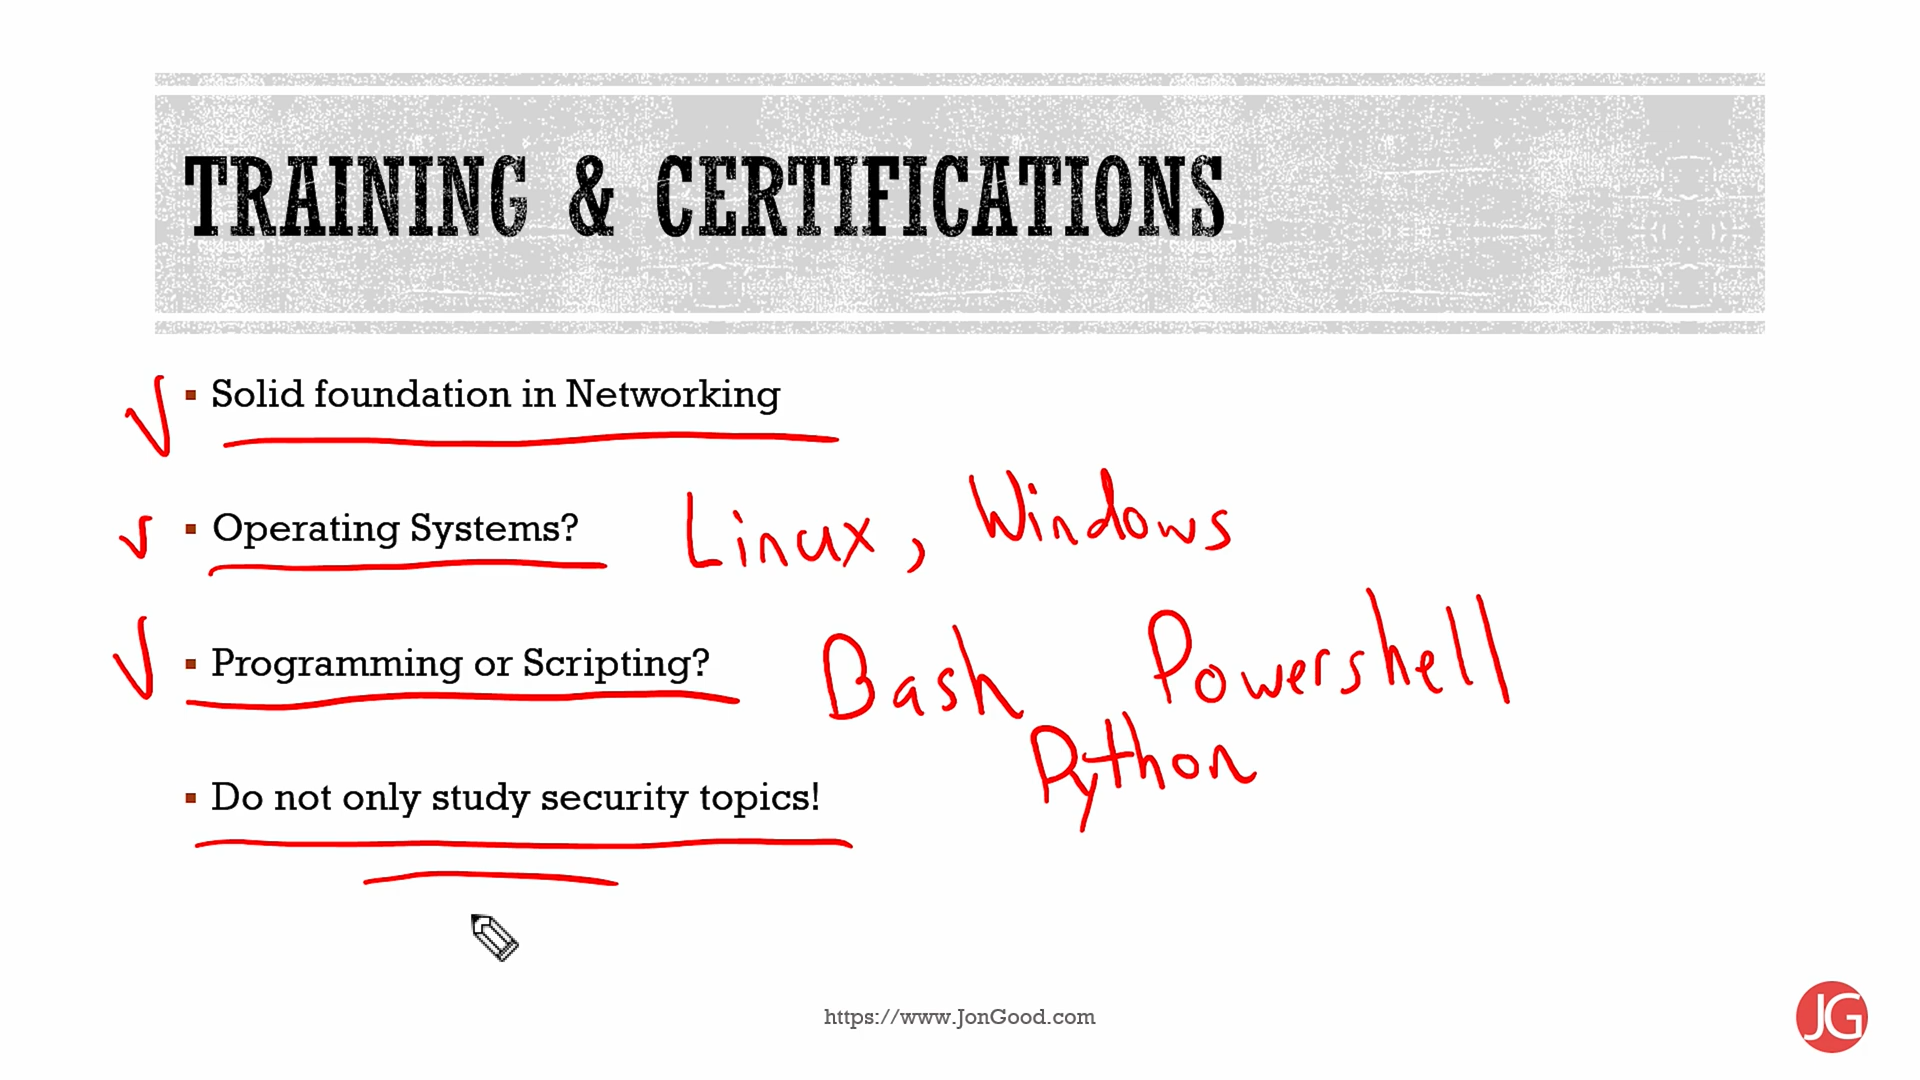 TRAINING & CERTIFICATIONS
▪ Solid foundation in Networking
▪ Operating Systems? Linux, Windows
▪ Programming or Scripting? Bash Powershell
Python
▪ Do not only study security topics!
https://www.JonGood.com
JG